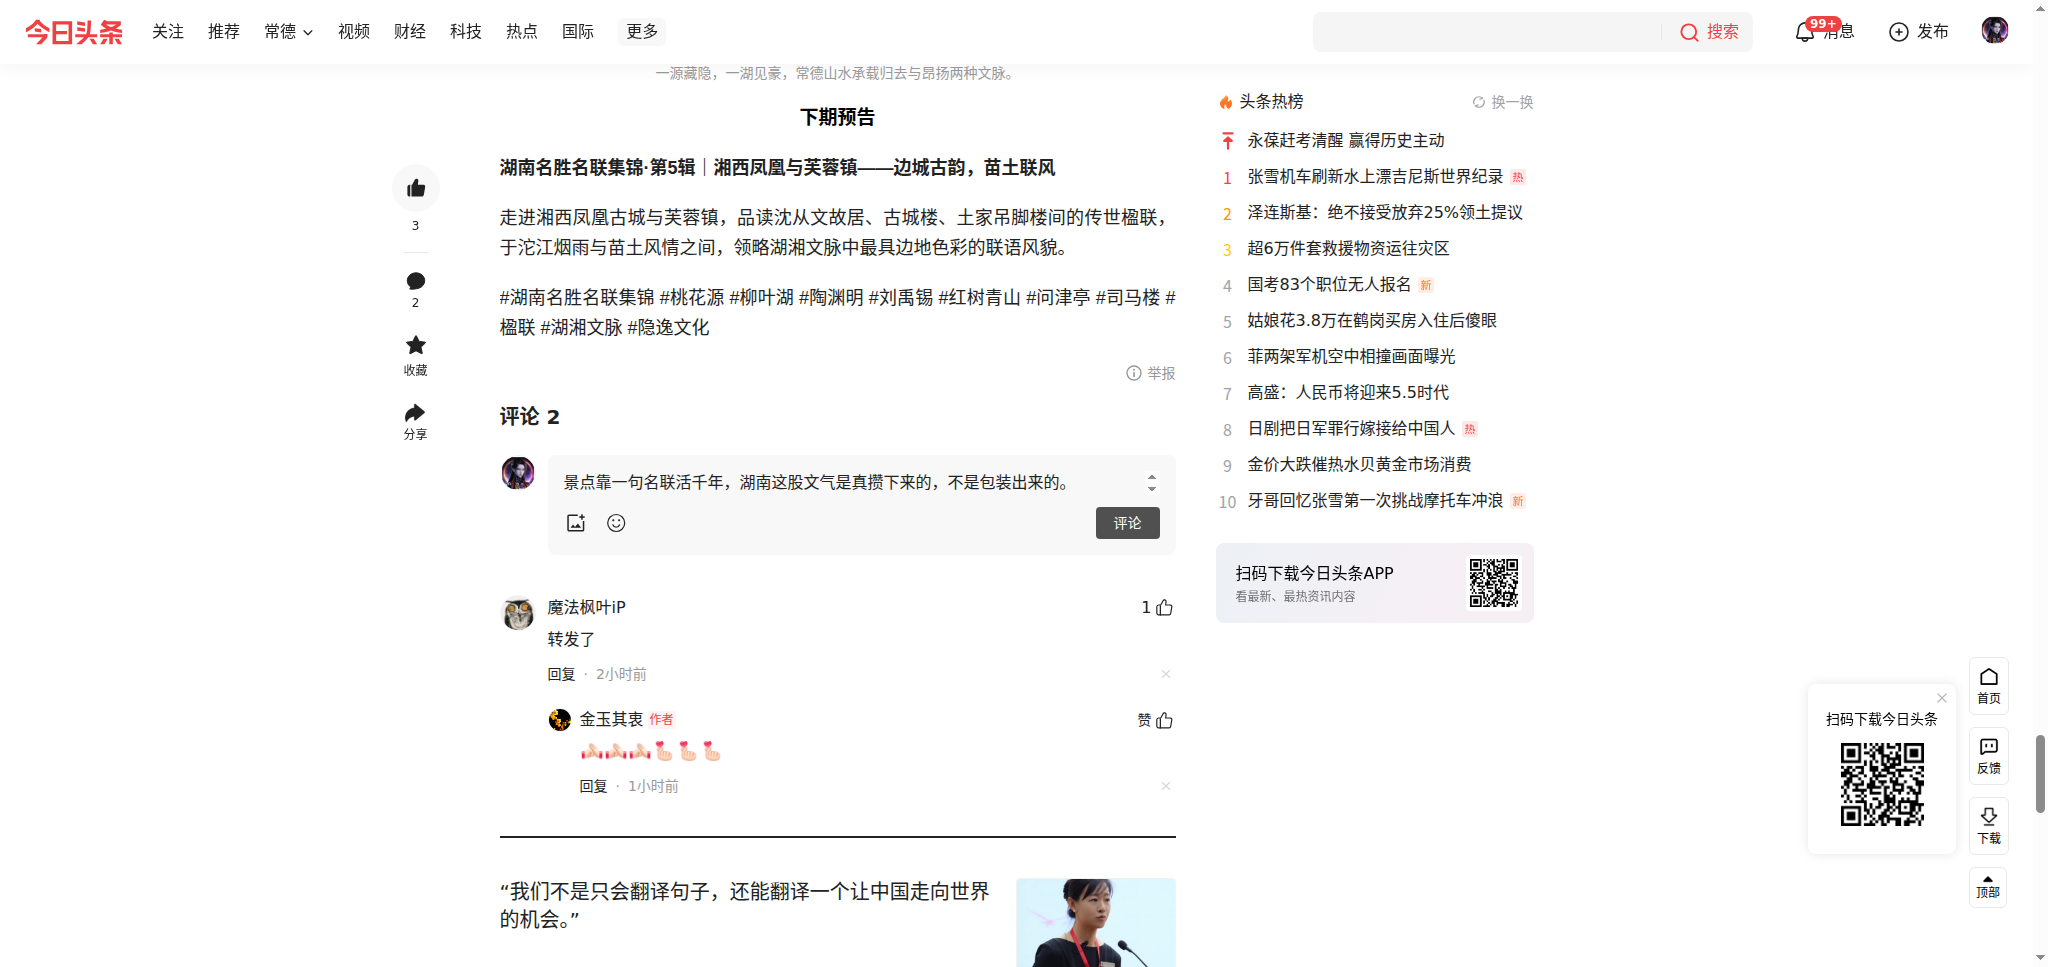 今日头条 关注 推荐 常德 视频 财经 科技 热点 国际 更多 搜索 99+ 消息 发布
一源藏隐，一湖见豪，常德山水承载归去与昂扬两种文脉。
下期预告
湖南名胜名联集锦·第5辑｜湘西凤凰与芙蓉镇——边城古韵，苗土联风
走进湘西凤凰古城与芙蓉镇，品读沈从文故居、古城楼、土家吊脚楼间的传世楹联，
于沱江烟雨与苗土风情之间，领略湖湘文脉中最具边地色彩的联语风貌。
#湖南名胜名联集锦 #桃花源 #柳叶湖 #陶渊明 #刘禹锡 #红树青山 #问津亭 #司马楼 #
楹联 #湖湘文脉 #隐逸文化
举报
3
2
收藏
分享
评论 2
景点靠一句名联活千年，湖南这股文气是真攒下来的，不是包装出来的。
评论
魔法枫叶iP
1
转发了
回复 · 2小时前
金玉其衷 作者
赞
回复 · 1小时前
“我们不是只会翻译句子，还能翻译一个让中国走向世界
的机会。”
头条热榜 换一换
永葆赶考清醒 赢得历史主动
1 张雪机车刷新水上漂吉尼斯世界纪录 热
2 泽连斯基：绝不接受放弃25%领土提议
3 超6万件套救援物资运往灾区
4 国考83个职位无人报名 新
5 姑娘花3.8万在鹤岗买房入住后傻眼
6 菲两架军机空中相撞画面曝光
7 高盛：人民币将迎来5.5时代
8 日剧把日军罪行嫁接给中国人 热
9 金价大跌催热水贝黄金市场消费
10 牙哥回忆张雪第一次挑战摩托车冲浪 新
扫码下载今日头条APP
看最新、最热资讯内容
扫码下载今日头条
首页
反馈
下载
顶部